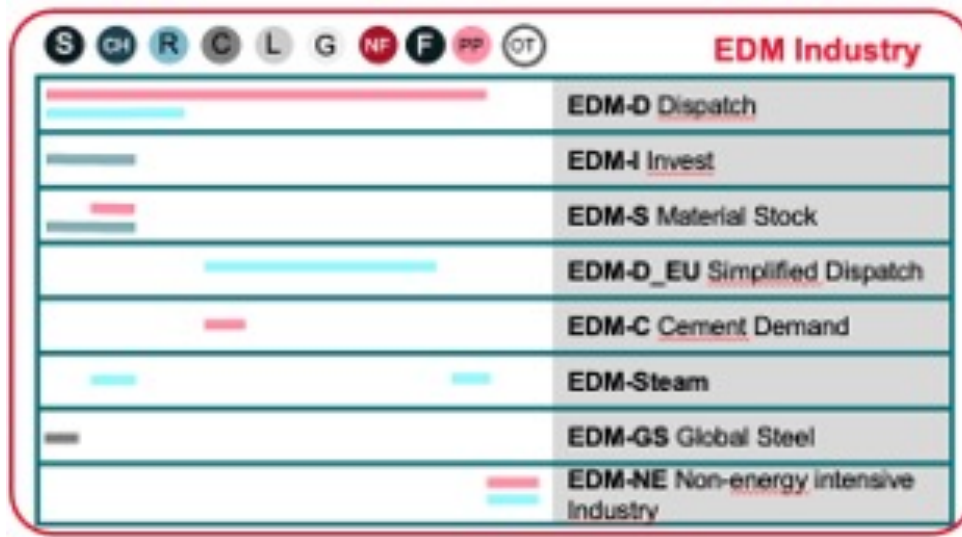 S CH R C L G NF F PP OT
EDM Industry
EDM-D Dispatch
EDM-I Invest
EDM-S Material Stock
EDM-D_EU Simplified Dispatch
EDM-C Cement Demand
EDM-Steam
EDM-GS Global Steel
EDM-NE Non-energy intensive
Industry